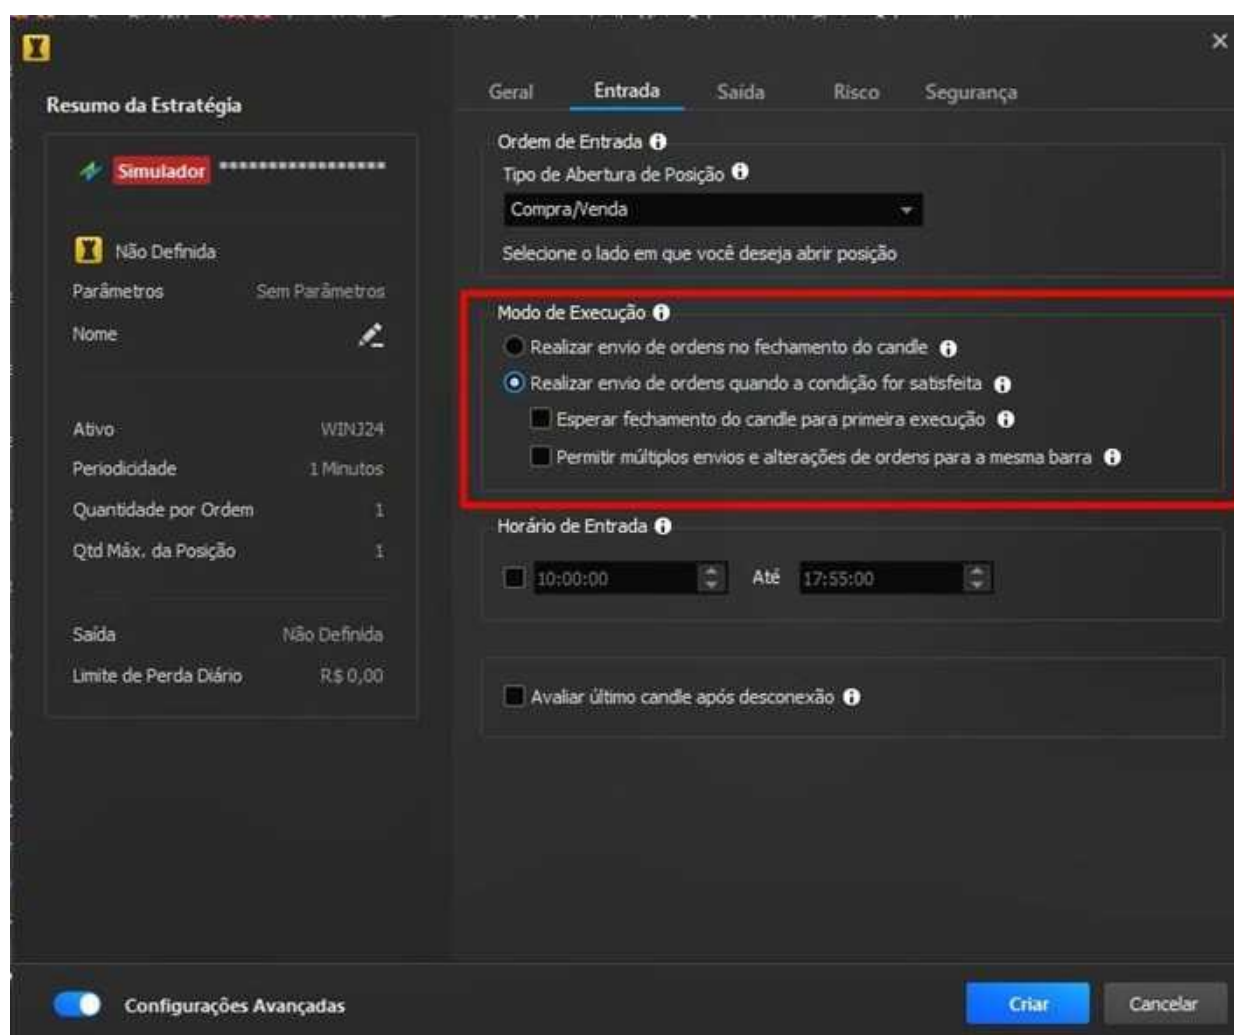 Resumo da Estratégia
Simulador ******************
Não Definida
Parâmetros Sem Parâmetros
Nome
Ativo WINJ24
Periodicidade 1 Minutos
Quantidade por Ordem 1
Qtd Máx. da Posição 1
Saída Não Definida
Limite de Perda Diário R$ 0,00
Geral Entrada Saída Risco Segurança
Ordem de Entrada
Tipo de Abertura de Posição
Compra/Venda
Selecione o lado em que você deseja abrir posição
Modo de Execução
Realizar envio de ordens no fechamento do candle
Realizar envio de ordens quando a condição for satisfeita
Esperar fechamento do candle para primeira execução
Permitir múltiplos envios e alterações de ordens para a mesma barra
Horário de Entrada
10:00:00 Até 17:55:00
Avaliar último candle após desconexão
Configurações Avançadas
Criar Cancelar